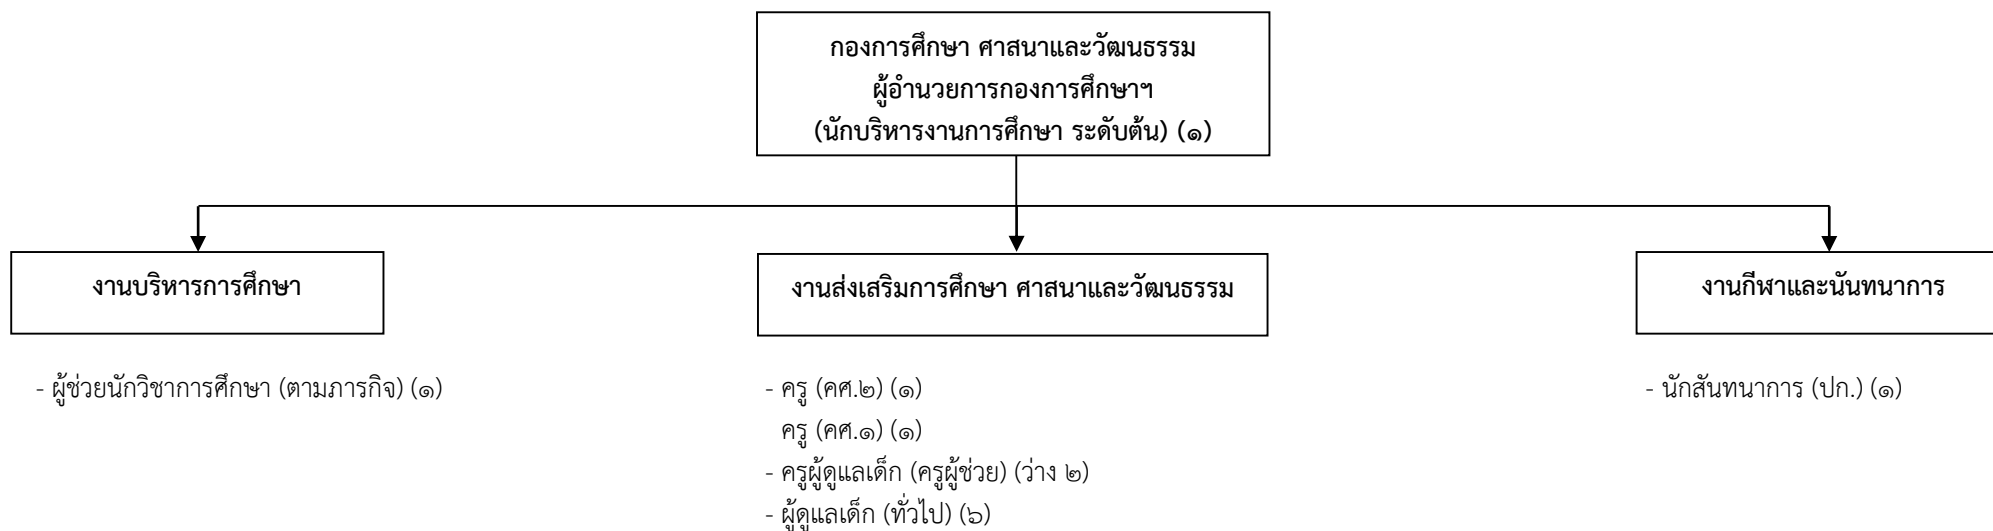 กองการศึกษา ศาสนาและวัฒนธรรม
ผู้อำนวยการกองการศึกษาฯ
(นักบริหารงานการศึกษา ระดับต้น) (๑)
งานบริหารการศึกษา
งานส่งเสริมการศึกษา ศาสนาและวัฒนธรรม
งานกีฬาและนันทนาการ
- ผู้ช่วยนักวิชาการศึกษา (ตามภารกิจ) (๑)
- ครู (คศ.๒) (๑)
ครู (คศ.๑) (๑)
- ครูผู้ดูแลเด็ก (ครูผู้ช่วย) (ว่าง ๒)
- ผู้ดูแลเด็ก (ทั่วไป) (๖)
- นักสันทนาการ (ปก.) (๑)